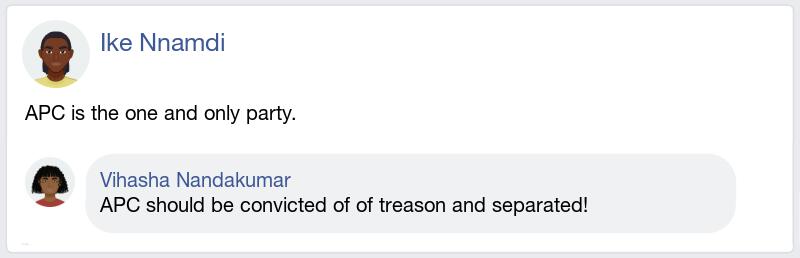 Ike Nnamdi
APC is the one and only party.
Vihasha Nandakumar
APC should be convicted of of treason and separated!